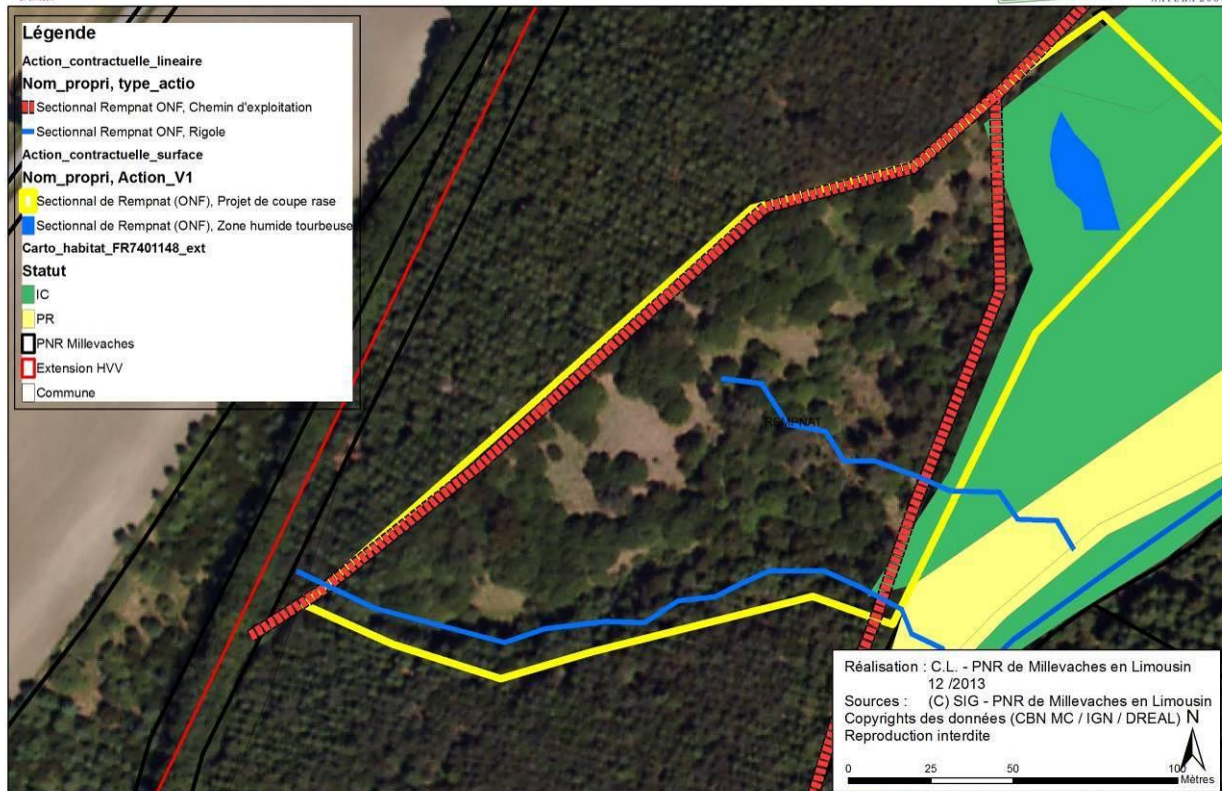 Légende
Action_contractuelle_lineaire
Nom_propri, type_actio
Sectionnal Rempnat ONF, Chemin d'exploitation
Sectionnal Rempnat ONF, Rigole
Action_contractuelle_surface
Nom_propri, Action_V1
Sectionnal de Rempnat (ONF), Projet de coupe rase
Sectionnal de Rempnat (ONF), Zone humide tourbeuse
Carto_habitat_FR7401148_ext
Statut
IC
PR
PNR Millevaches
Extension HVV
Commune
REMPNAT
Réalisation : C.L. - PNR de Millevaches en Limousin
12 /2013
Sources : (C) SIG - PNR de Millevaches en Limousin
Copyrights des données (CBN MC / IGN / DREAL)
N
Reproduction interdite
0 25 50 100
Mètres